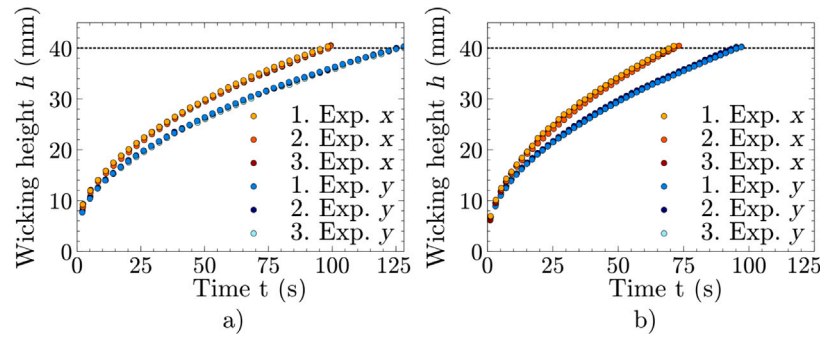 Wicking height h (mm)
50
40
30
20
10
0
1. Exp. x
2. Exp. x
3. Exp. x
1. Exp. y
2. Exp. y
3. Exp. y
0 25 50 75 100 125
Time t (s)
a)
Wicking height h (mm)
50
40
30
20
10
0
1. Exp. x
2. Exp. x
3. Exp. x
1. Exp. y
2. Exp. y
3. Exp. y
0 25 50 75 100 125
Time t (s)
b)